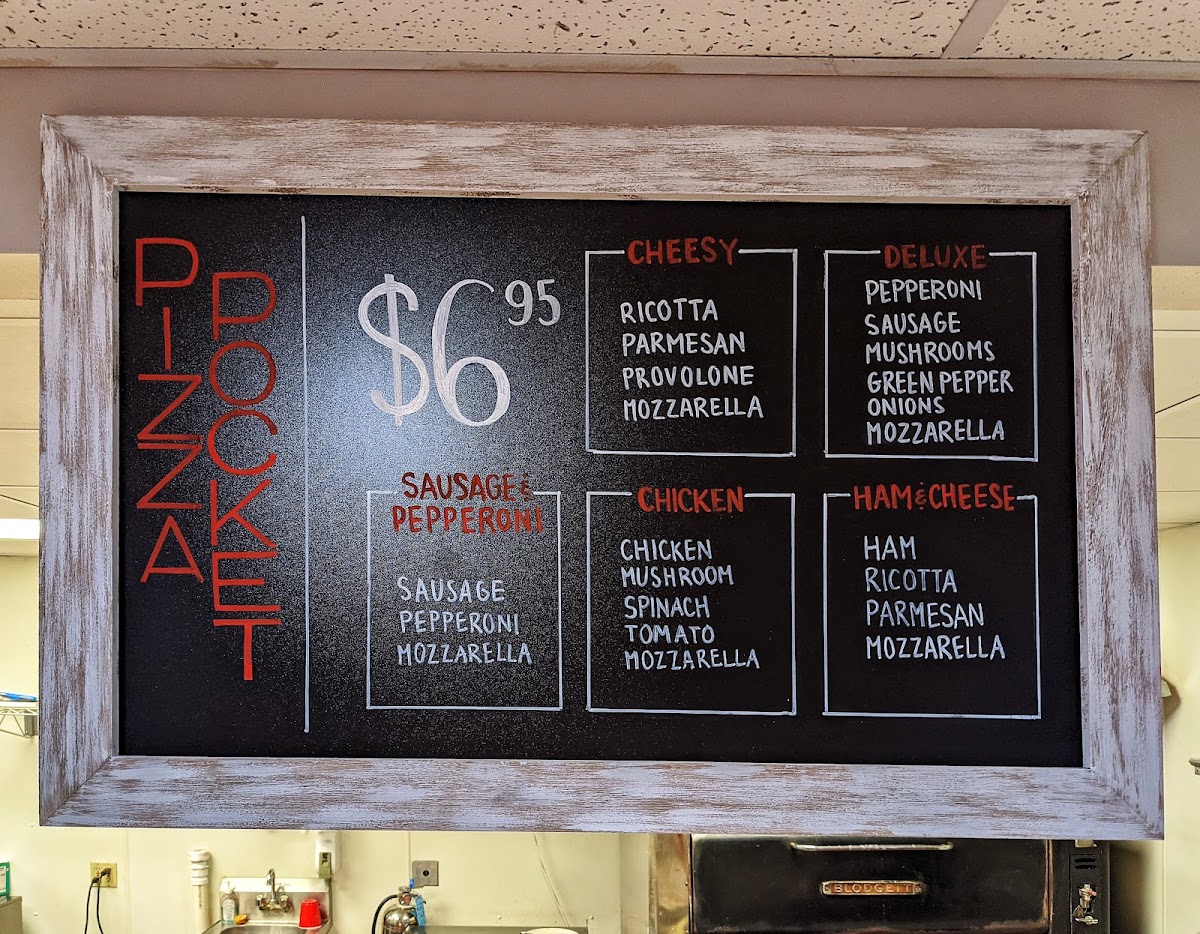 PIZZA
POCKET
$6.95
CHEESY
RICOTTA
PARMESAN
PROVOLONE
MOZZARELLA
DELUXE
PEPPERONI
SAUSAGE
MUSHROOMS
GREEN PEPPER
ONIONS
MOZZARELLA
SAUSAGE &
PEPPERONI
SAUSAGE
PEPPERONI
MOZZARELLA
CHICKEN
CHICKEN
MUSHROOM
SPINACH
TOMATO
MOZZARELLA
HAM & CHEESE
HAM
RICOTTA
PARMESAN
MOZZARELLA
BLODGETT